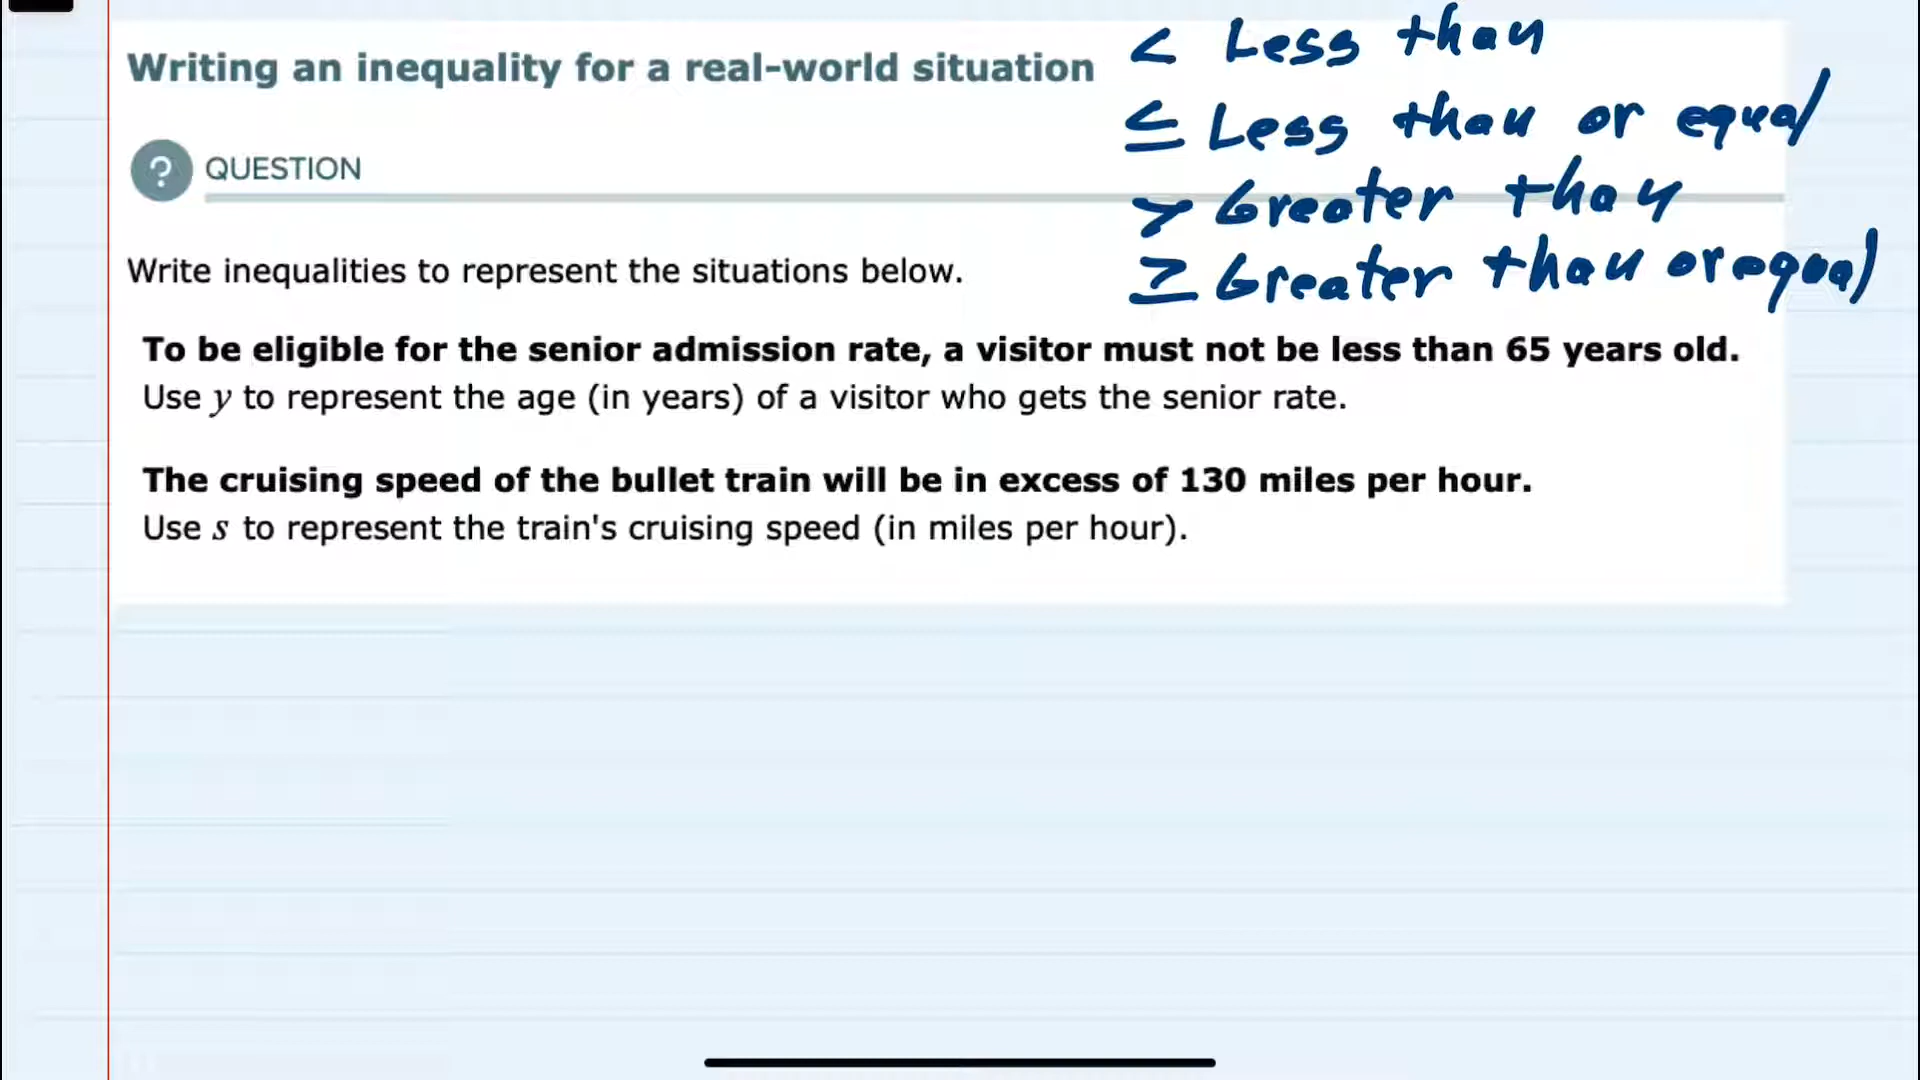 Writing an inequality for a real-world situation
< Less than
≤ Less than or equal
> Greater than
≥ Greater than or equal
? QUESTION
Write inequalities to represent the situations below.
To be eligible for the senior admission rate, a visitor must not be less than 65 years old.
Use y to represent the age (in years) of a visitor who gets the senior rate.
The cruising speed of the bullet train will be in excess of 130 miles per hour.
Use s to represent the train's cruising speed (in miles per hour).